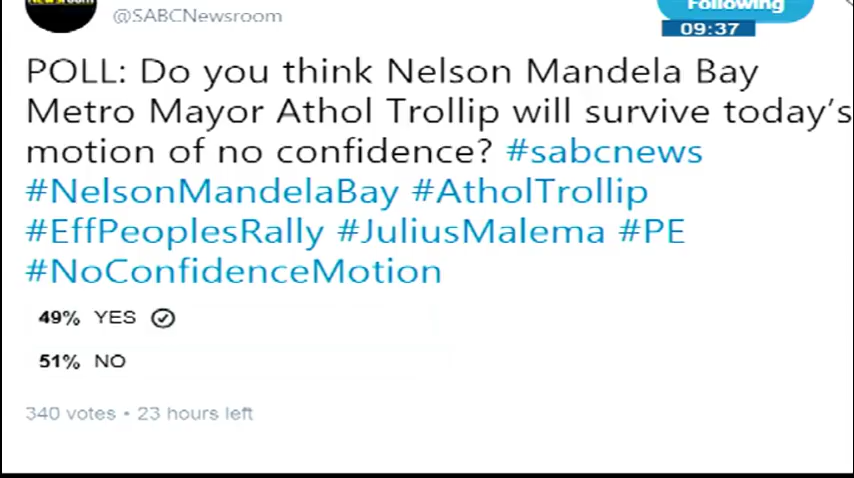 Newsroom
@SABCNewsroom
Following
09:37
POLL: Do you think Nelson Mandela Bay
Metro Mayor Athol Trollip will survive today's
motion of no confidence? #sabcnews
#NelsonMandelaBay #AtholTrollip
#EffPeoplesRally #JuliusMalema #PE
#NoConfidenceMotion
49% YES
51% NO
340 votes • 23 hours left